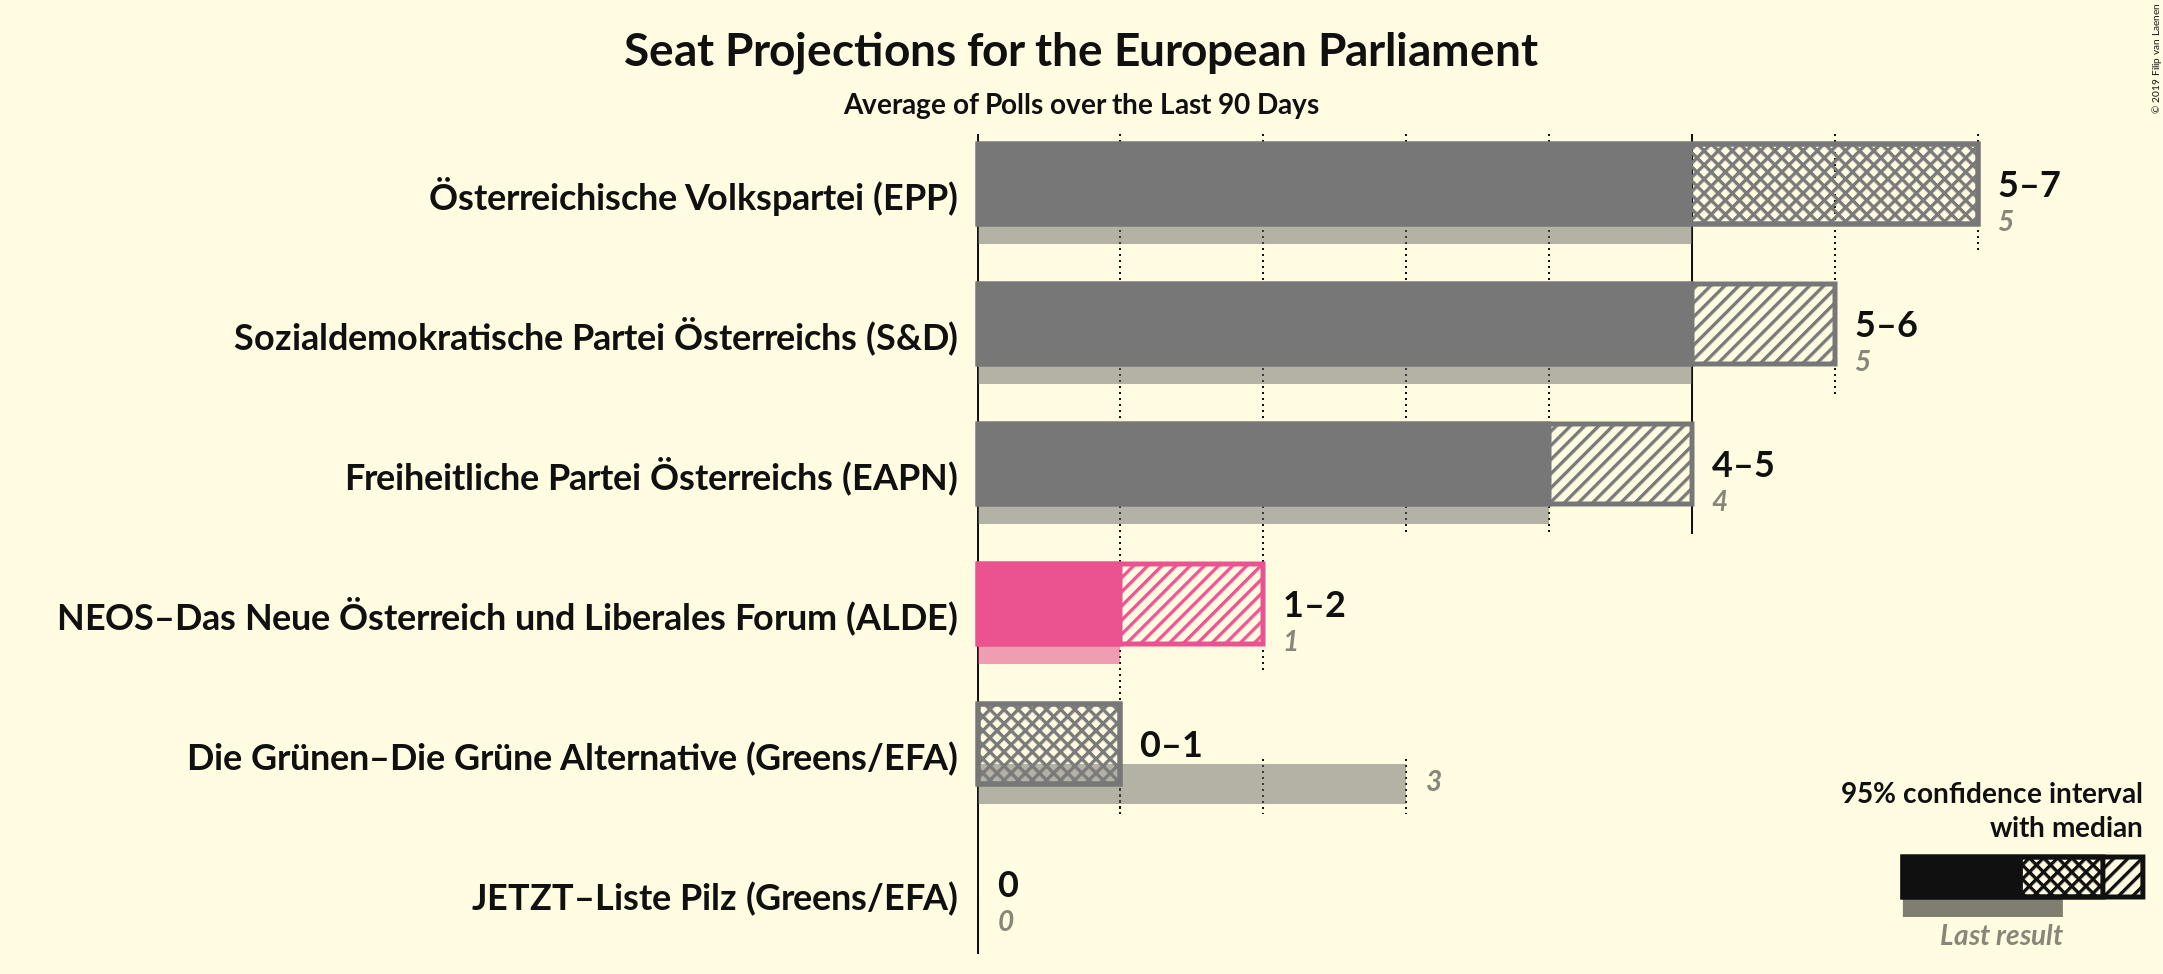 Seat Projections for the European Parliament
Average of Polls over the Last 90 Days
© 2019 Filip van Laenen
Österreichische Volkspartei (EPP)
5–7
5
Sozialdemokratische Partei Österreichs (S&D)
5–6
5
Freiheitliche Partei Österreichs (EAPN)
4–5
4
NEOS–Das Neue Österreich und Liberales Forum (ALDE)
1–2
1
Die Grünen–Die Grüne Alternative (Greens/EFA)
0–1
3
JETZT–Liste Pilz (Greens/EFA)
0
0
95% confidence interval
with median
Last result